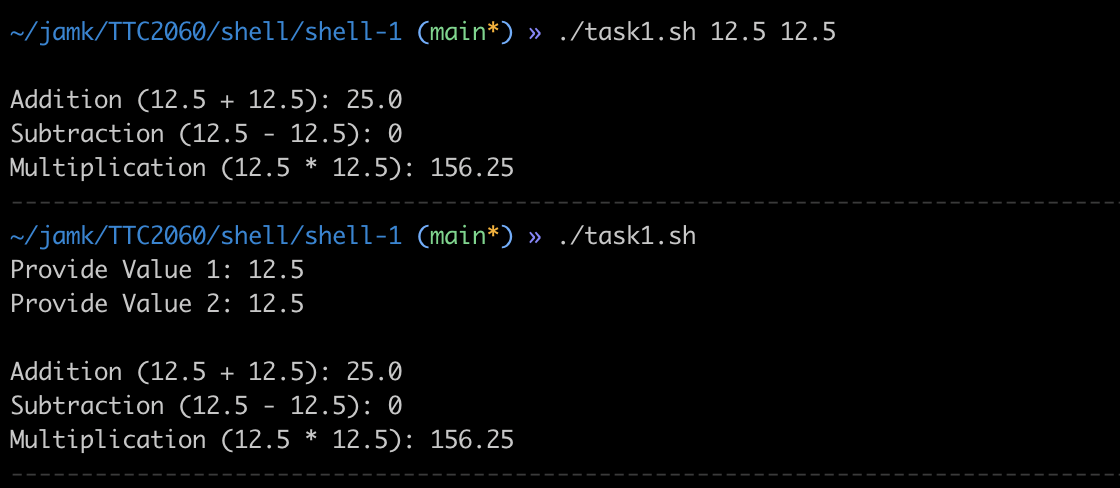 ~/jamk/TTC2060/shell/shell-1 (main*) » ./task1.sh 12.5 12.5
Addition (12.5 + 12.5): 25.0
Subtraction (12.5 - 12.5): 0
Multiplication (12.5 * 12.5): 156.25
~/jamk/TTC2060/shell/shell-1 (main*) » ./task1.sh
Provide Value 1: 12.5
Provide Value 2: 12.5
Addition (12.5 + 12.5): 25.0
Subtraction (12.5 - 12.5): 0
Multiplication (12.5 * 12.5): 156.25